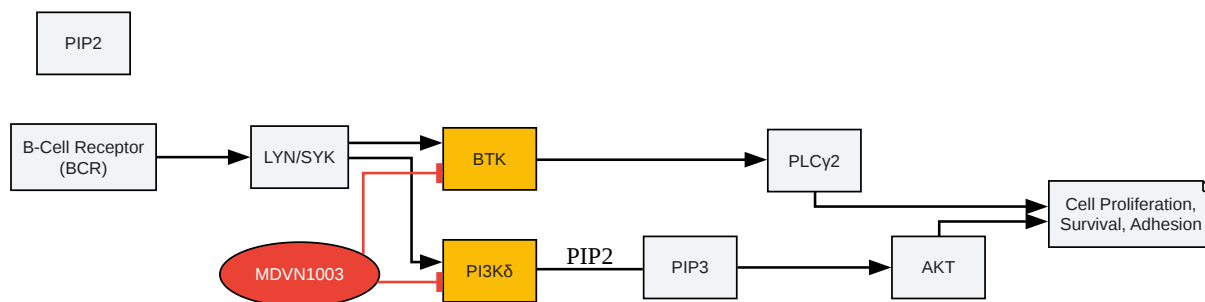 PIP2
B-Cell Receptor
(BCR)
LYN/SYK
BTK
PLCγ2
Cell Proliferation,
Survival, Adhesion
MDVN1003
PI3Kδ
PIP2
PIP3
AKT